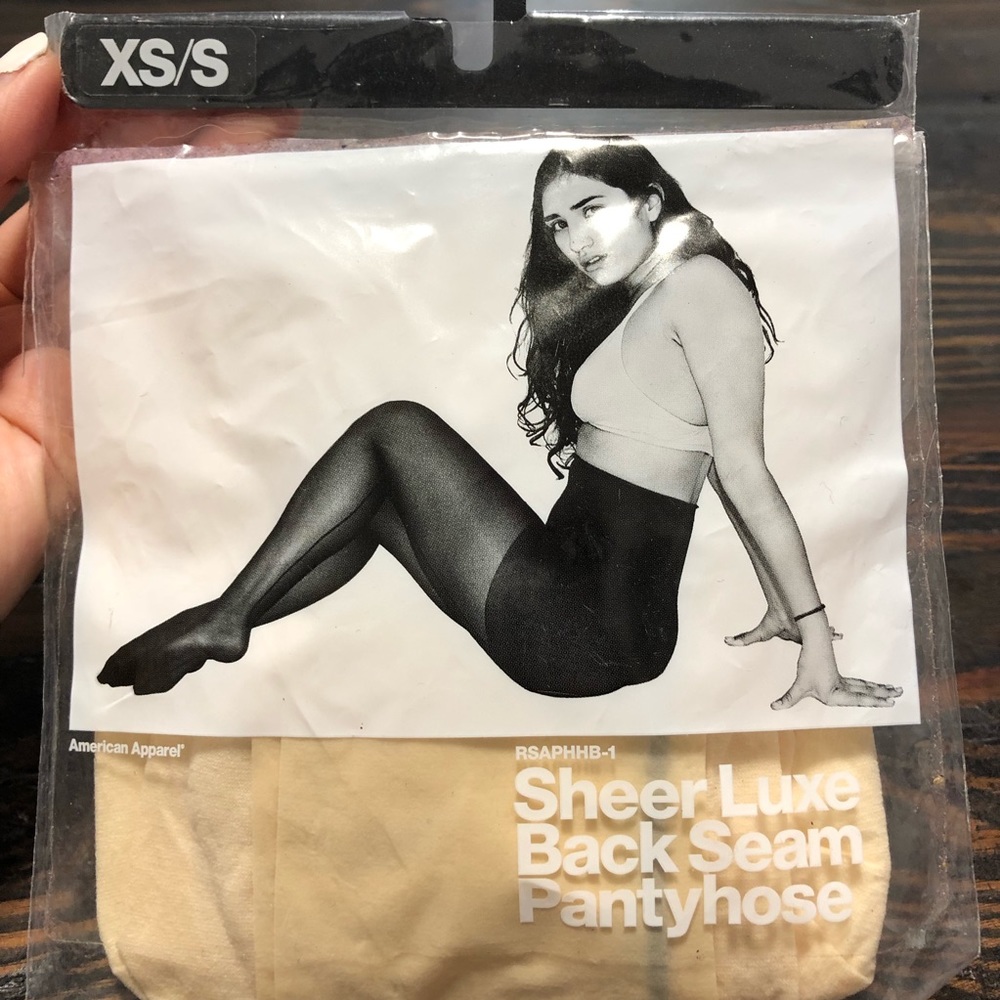 XS/S
American Apparel®
RSAPHHB-1
Sheer Luxe
Back Seam
Pantyhose